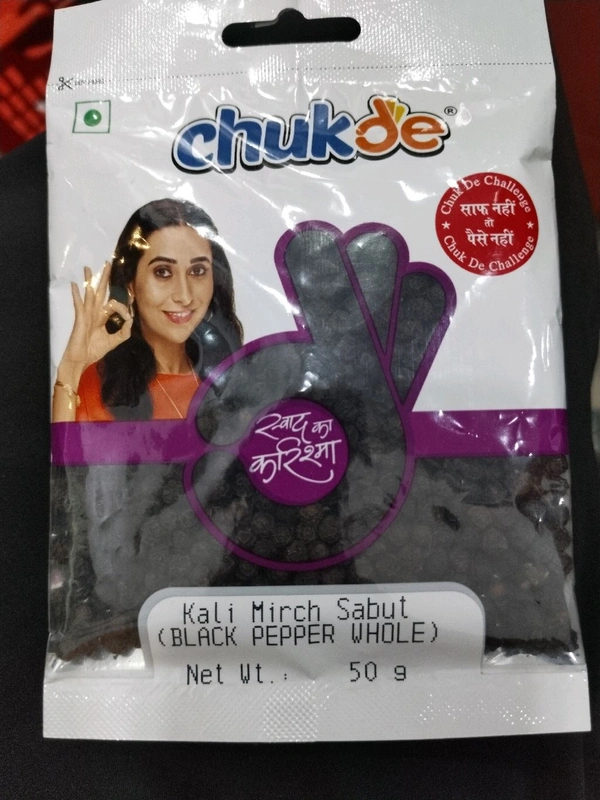 chukde®
Chuk De Challenge
साफ नहीं
तो
पैसे नहीं
Chuk De Challenge
स्वाद का
करिश्मा
Kali Mirch Sabut
(BLACK PEPPER WHOLE)
Net Wt.: 50 g